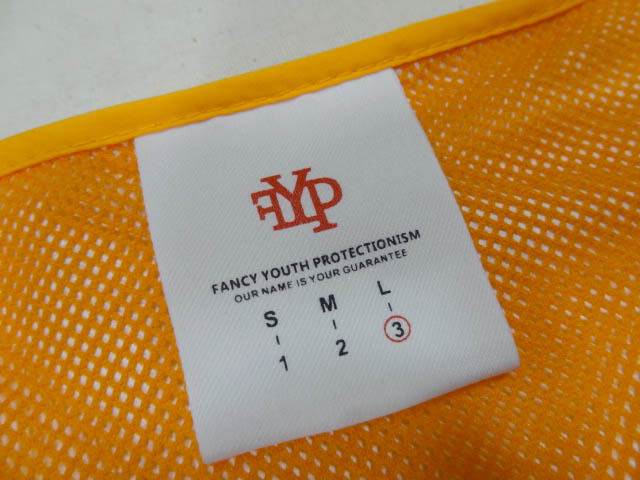 FYP
FANCY YOUTH PROTECTIONISM
OUR NAME IS YOUR GUARANTEE
S M L
1 2 3